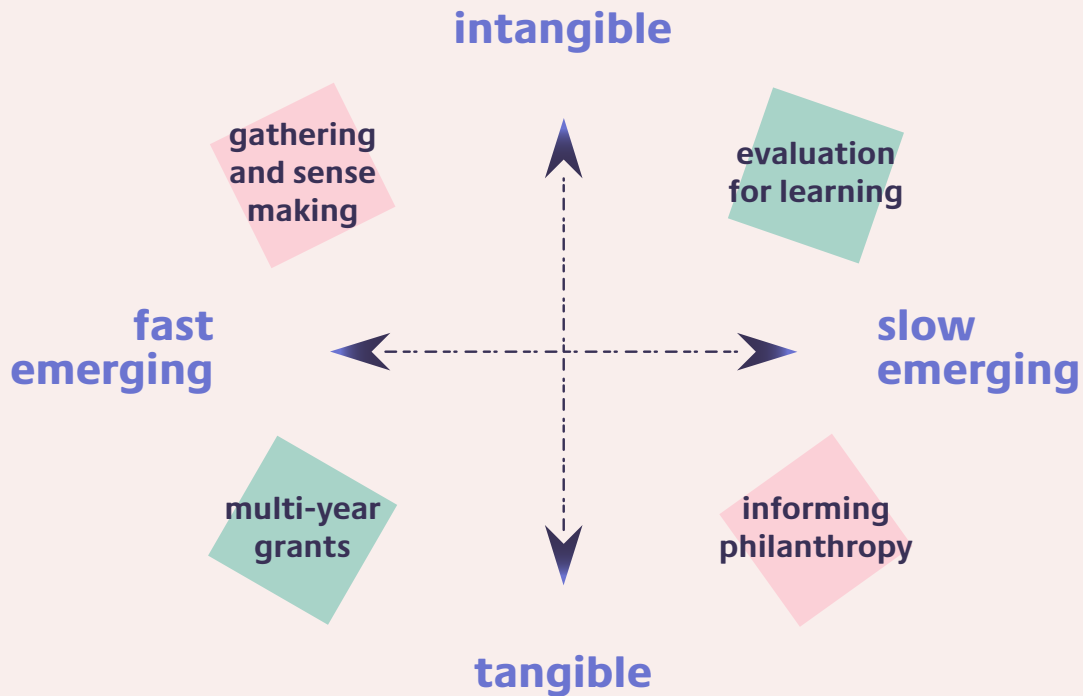 intangible
gathering
and sense
making
evaluation
for learning
fast
emerging
slow
emerging
multi-year
grants
informing
philanthropy
tangible